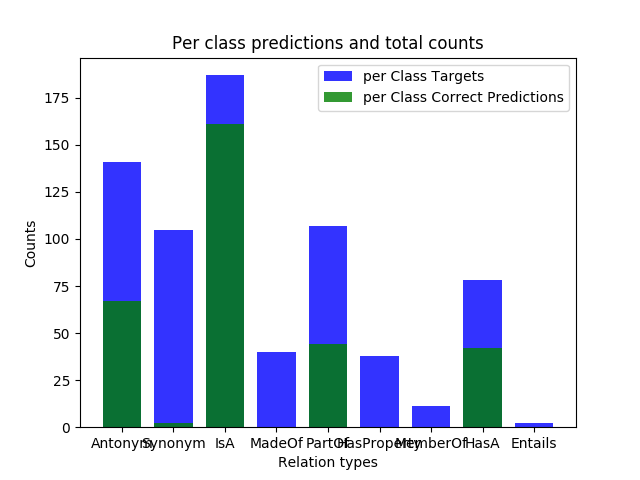 Per class predictions and total counts
per Class Targets
per Class Correct Predictions
175
150
125
100
75
50
25
0
Counts
Antonym Synonym IsA MadeOf PartOf HasProperty MemberOf HasA Entails
Relation types